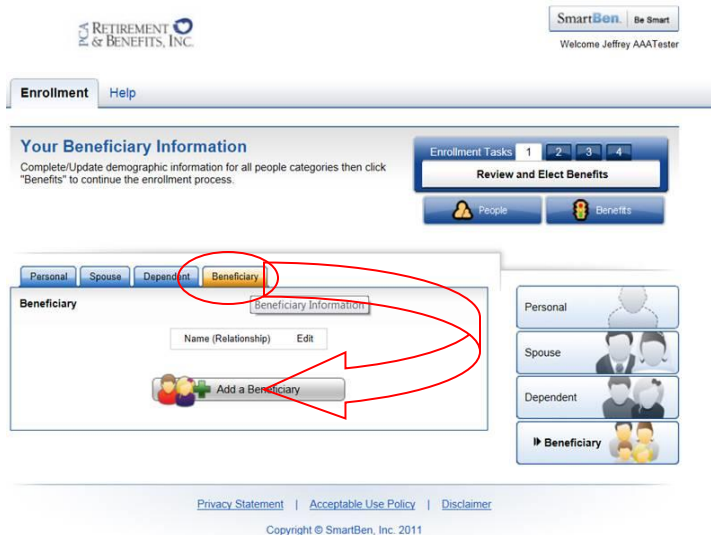 PCA RETIREMENT
& BENEFITS, INC.
SmartBen. Be Smart
Welcome Jeffrey AAATester
Enrollment Help
Your Beneficiary Information
Complete/Update demographic information for all people categories then click
"Benefits" to continue the enrollment process.
Enrollment Tasks 1 2 3 4
Review and Elect Benefits
People Benefits
Personal Spouse Dependent Beneficiary
Beneficiary
Beneficiary Information
Name (Relationship) Edit
Add a Beneficiary
Personal
Spouse
Dependent
Beneficiary
Privacy Statement | Acceptable Use Policy | Disclaimer
Copyright © SmartBen, Inc. 2011